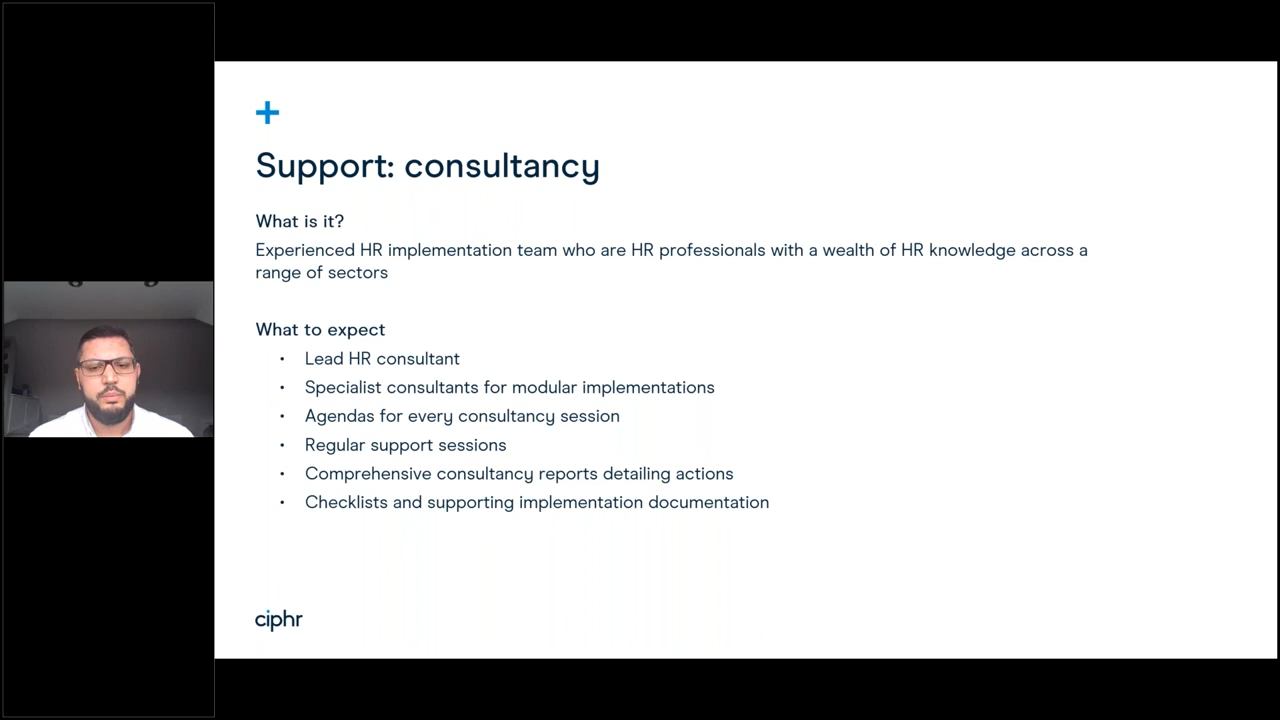 Support: consultancy
What is it?
Experienced HR implementation team who are HR professionals with a wealth of HR knowledge across a
range of sectors
What to expect
• Lead HR consultant
• Specialist consultants for modular implementations
• Agendas for every consultancy session
• Regular support sessions
• Comprehensive consultancy reports detailing actions
• Checklists and supporting implementation documentation
ciphr